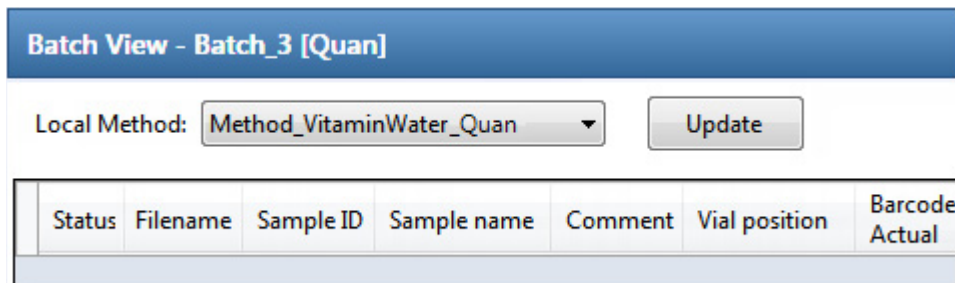 Batch View - Batch_3 [Quan]
Local Method: Method_VitaminWater_Quan Update
Status Filename Sample ID Sample name Comment Vial position Barcode
Actual